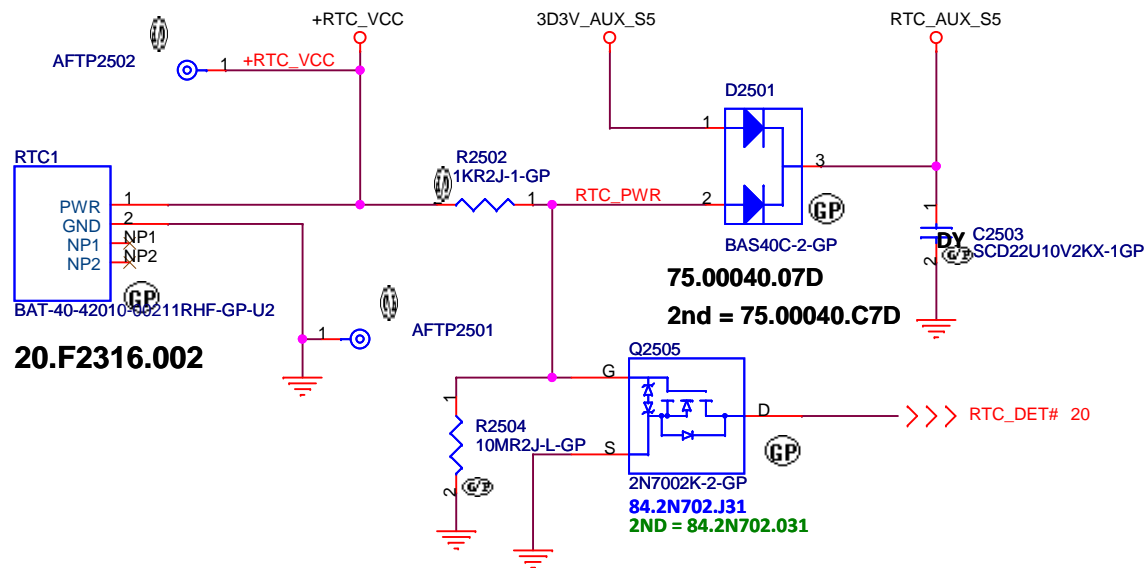 +RTC_VCC
3D3V_AUX_S5
RTC_AUX_S5
AFTP2502
1
+RTC_VCC
D2501
1
3
RTC1
R2502
1KR2J-1-GP
PWR
1
1
RTC_PWR
2
GND
2
NP1
NP1
NP2
NP2
GP
GP
1
DY
C2503
G/P
SCD22U10V2KX-1GP
2
BAS40C-2-GP
BAT-40-42010-00211RHF-GP-U2
75.00040.07D
2nd = 75.00040.C7D
1
AFTP2501
20.F2316.002
Q2505
G
1
R2504
10MR2J-L-GP
D
RTC_DET# 20
S
GP
2
G/P
2N7002K-2-GP
84.2N702.J31
2ND = 84.2N702.031